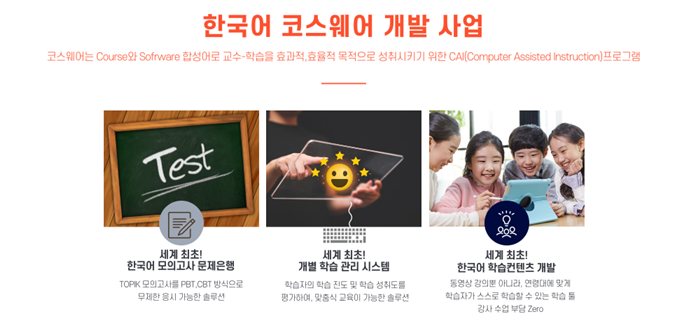 한국어 코스웨어 개발 사업
코스웨어는 Course와 Sofrware 합성어로 교수-학습을 효과적,효율적 목적으로 성취시키기 위한 CAI(Computer Assisted Instruction)프로그램
Test
세계 최초!
한국어 모의고사 문제은행
TOPIK 모의고사를 PBT,CBT 방식으로
무제한 응시 가능한 솔루션
세계 최초!
개별 학습 관리 시스템
학습자의 학습 진도 및 학습 성취도를
평가하여, 맞춤식 교육이 가능한 솔루션
세계 최초!
한국어 학습컨텐츠 개발
동영상 강의뿐 아니라, 연령대에 맞게
학습자가 스스로 학습할 수 있는 학습 툴
강사 수업 부담 Zero